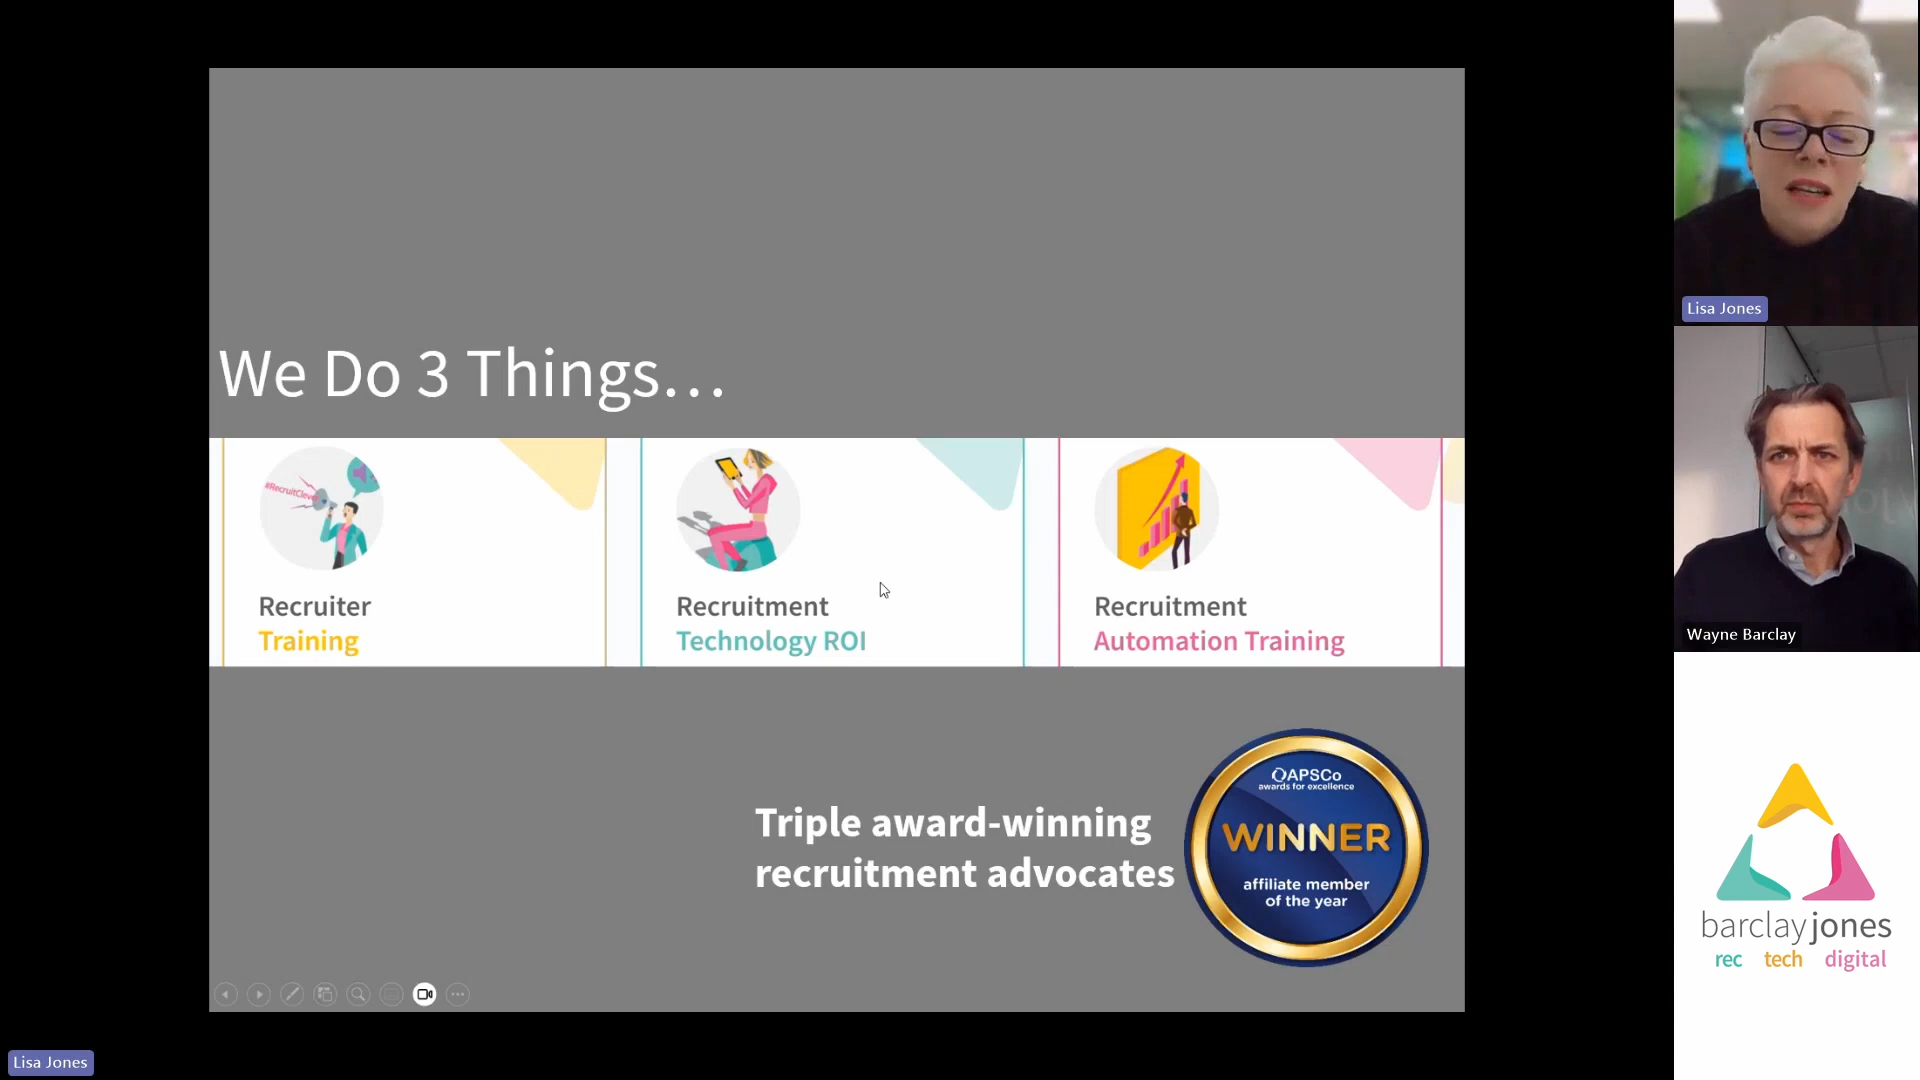 We Do 3 Things...
#RecruitClever
Recruiter
Training
Recruitment
Technology ROI
Recruitment
Automation Training
Triple award-winning
recruitment advocates
APSCo
awards for excellence
WINNER
affiliate member
of the year
Lisa Jones
Lisa Jones
Wayne Barclay
barclayjones
rec tech digital